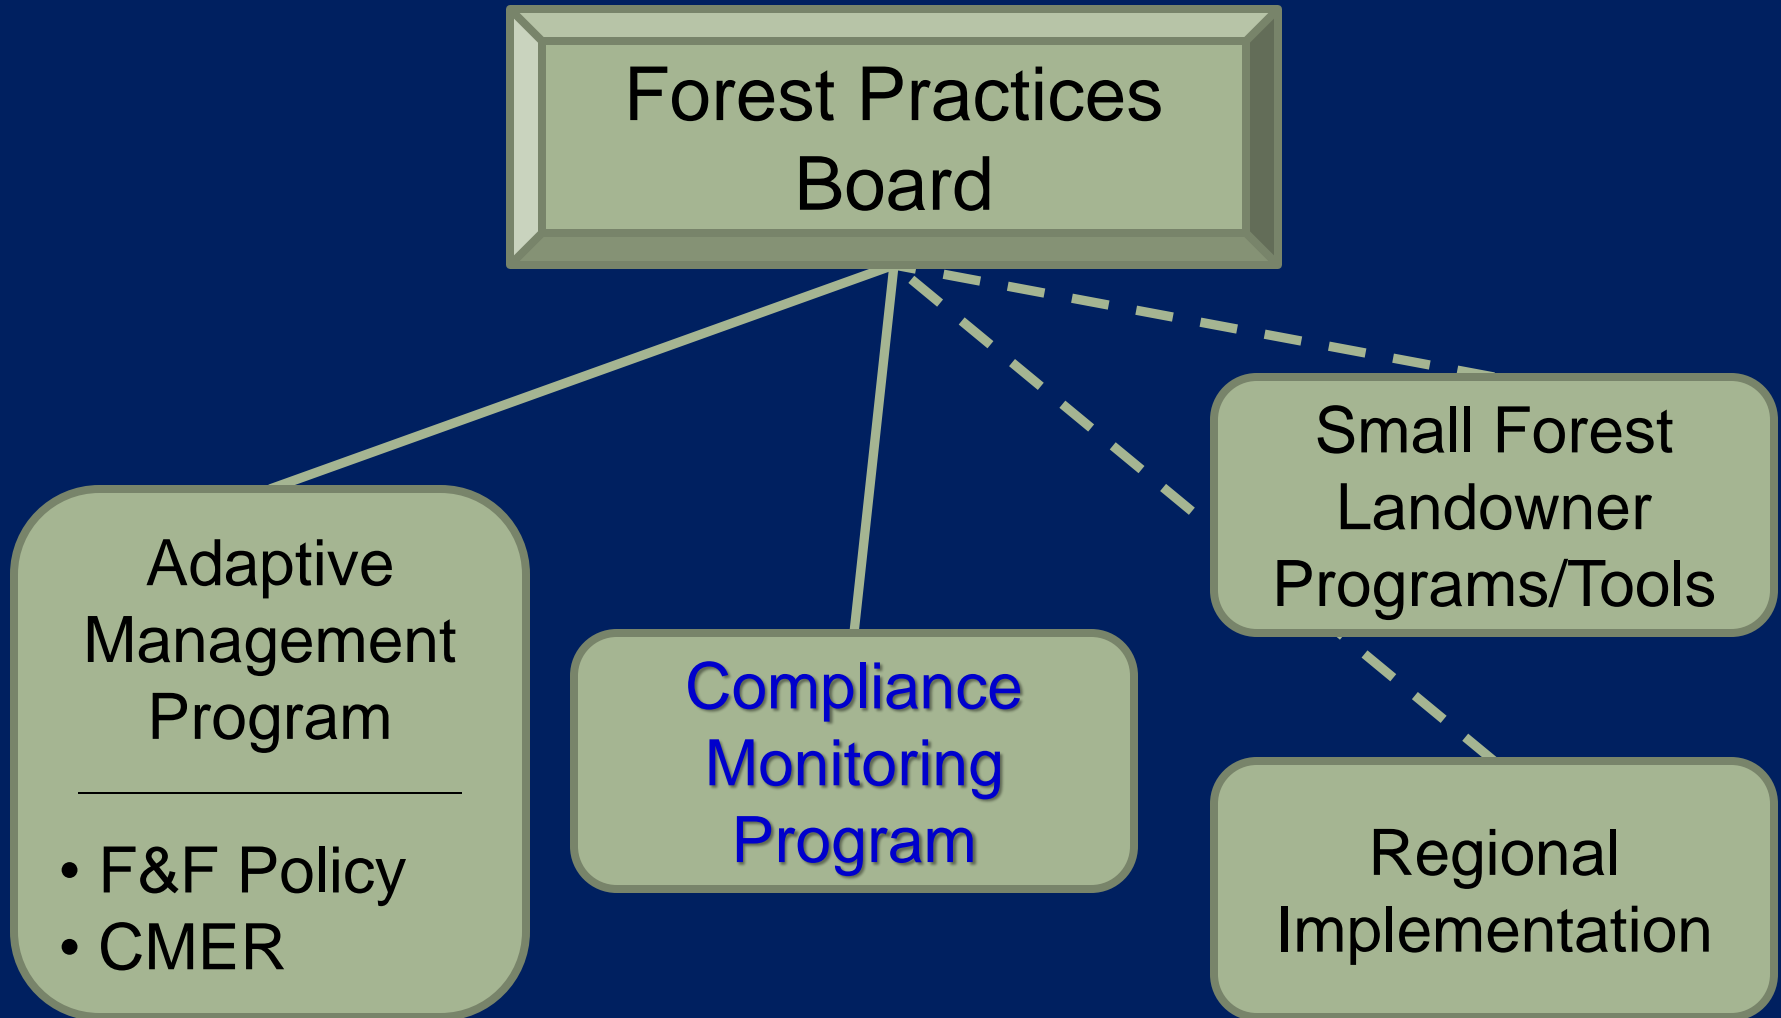 Forest Practices
Board
Adaptive
Management
Program
• F&F Policy
• CMER
Compliance
Monitoring
Program
Small Forest
Landowner
Programs/Tools
Regional
Implementation